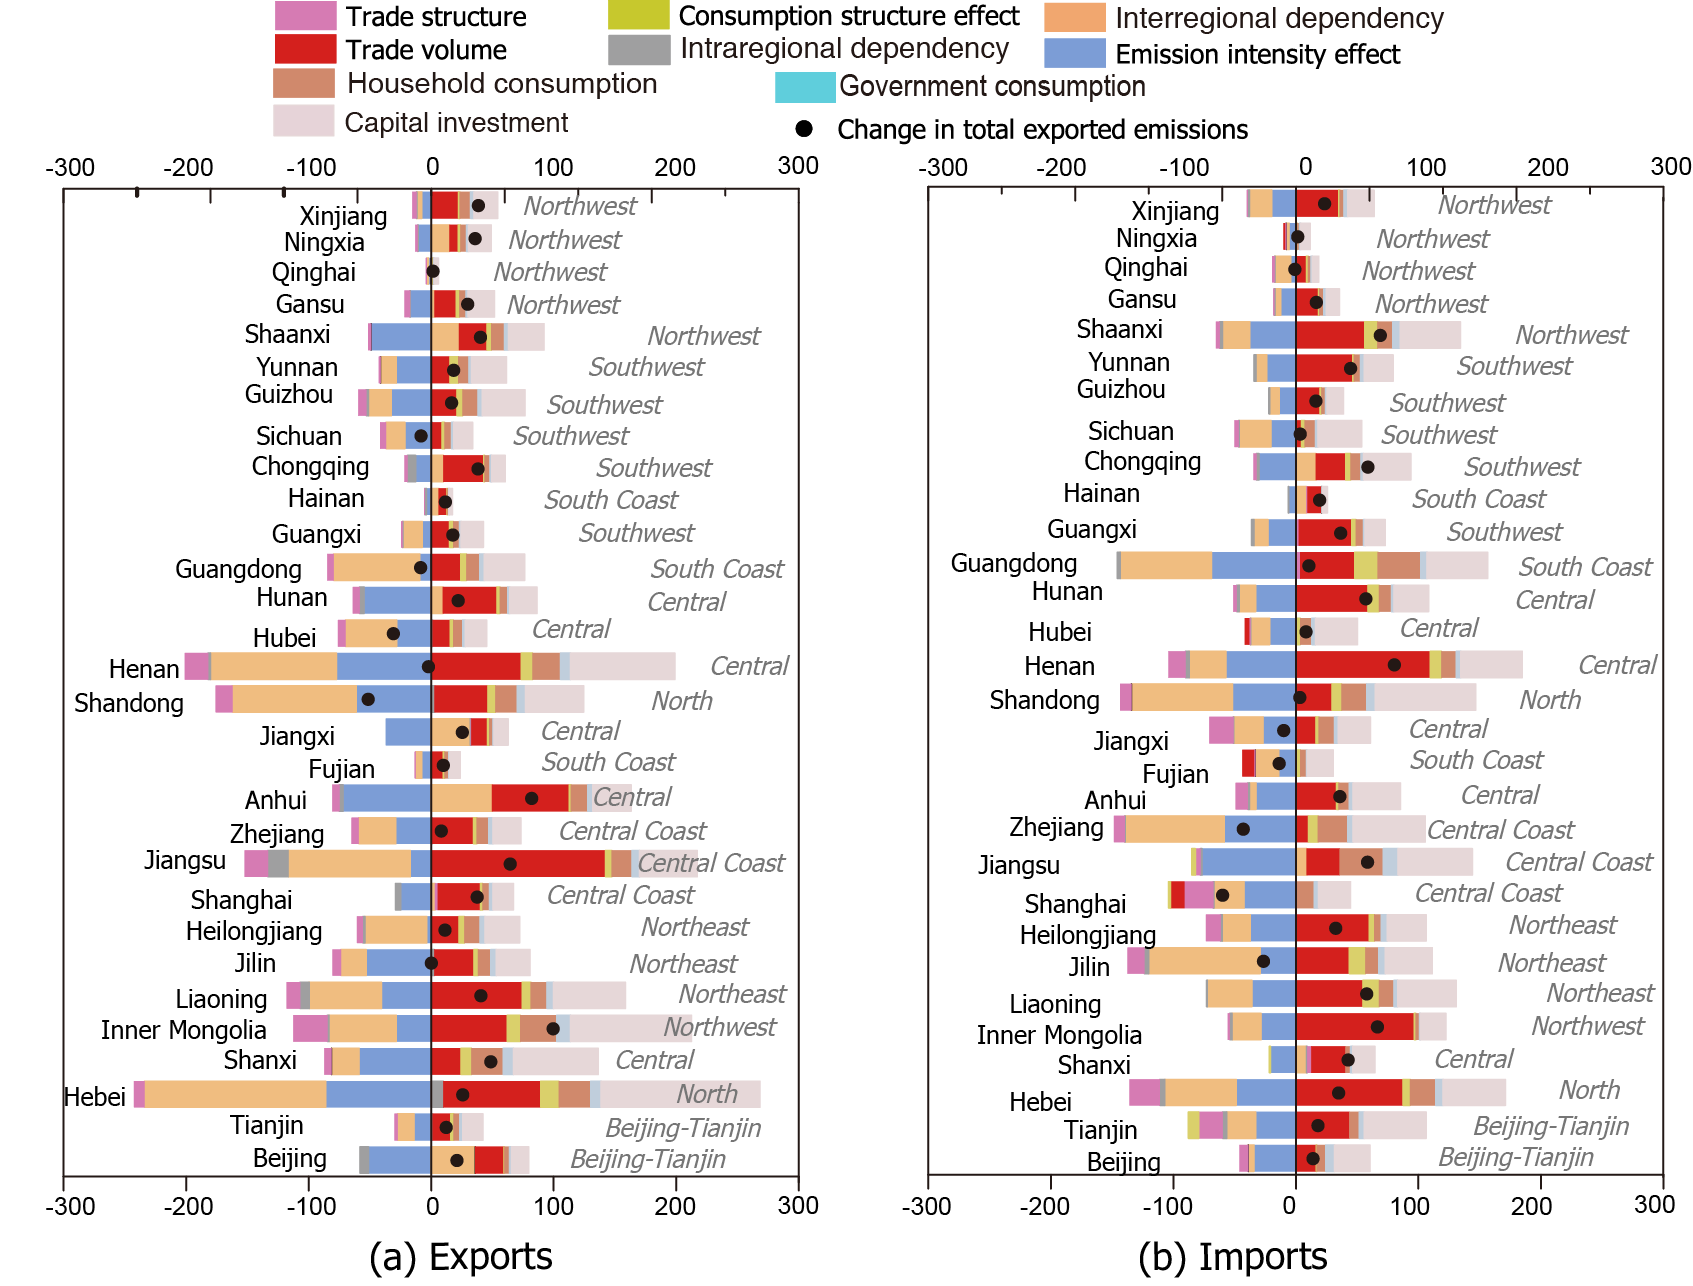 Trade structure
Consumption structure effect
Interregional dependency
Trade volume
Intraregional dependency
Emission intensity effect
Household consumption
Government consumption
Capital investment
Change in total exported emissions
-300 -200 -100 0 100 200 300
Xinjiang Northwest
Ningxia Northwest
Qinghai Northwest
Gansu Northwest
Shaanxi Northwest
Yunnan Southwest
Guizhou Southwest
Sichuan Southwest
Chongqing Southwest
Hainan South Coast
Guangxi Southwest
Guangdong South Coast
Hunan Central
Hubei Central
Henan Central
Shandong North
Jiangxi Central
Fujian South Coast
Anhui Central
Zhejiang Central Coast
Jiangsu Central Coast
Shanghai Central Coast
Heilongjiang Northeast
Jilin Northeast
Liaoning Northeast
Inner Mongolia Northwest
Shanxi Central
Hebei North
Tianjin Beijing-Tianjin
Beijing Beijing-Tianjin
-300 -200 -100 0 100 200 300
(a) Exports
-300 -200 -100 0 100 200 300
Xinjiang Northwest
Ningxia Northwest
Qinghai Northwest
Gansu Northwest
Shaanxi Northwest
Yunnan Southwest
Guizhou Southwest
Sichuan Southwest
Chongqing Southwest
Hainan South Coast
Guangxi Southwest
Guangdong South Coast
Hunan Central
Hubei Central
Henan Central
Shandong North
Jiangxi Central
Fujian South Coast
Anhui Central
Zhejiang Central Coast
Jiangsu Central Coast
Shanghai Central Coast
Heilongjiang Northeast
Jilin Northeast
Liaoning Northeast
Inner Mongolia Northwest
Shanxi Central
Hebei North
Tianjin Beijing-Tianjin
Beijing Beijing-Tianjin
-300 -200 -100 0 100 200 300
(b) Imports